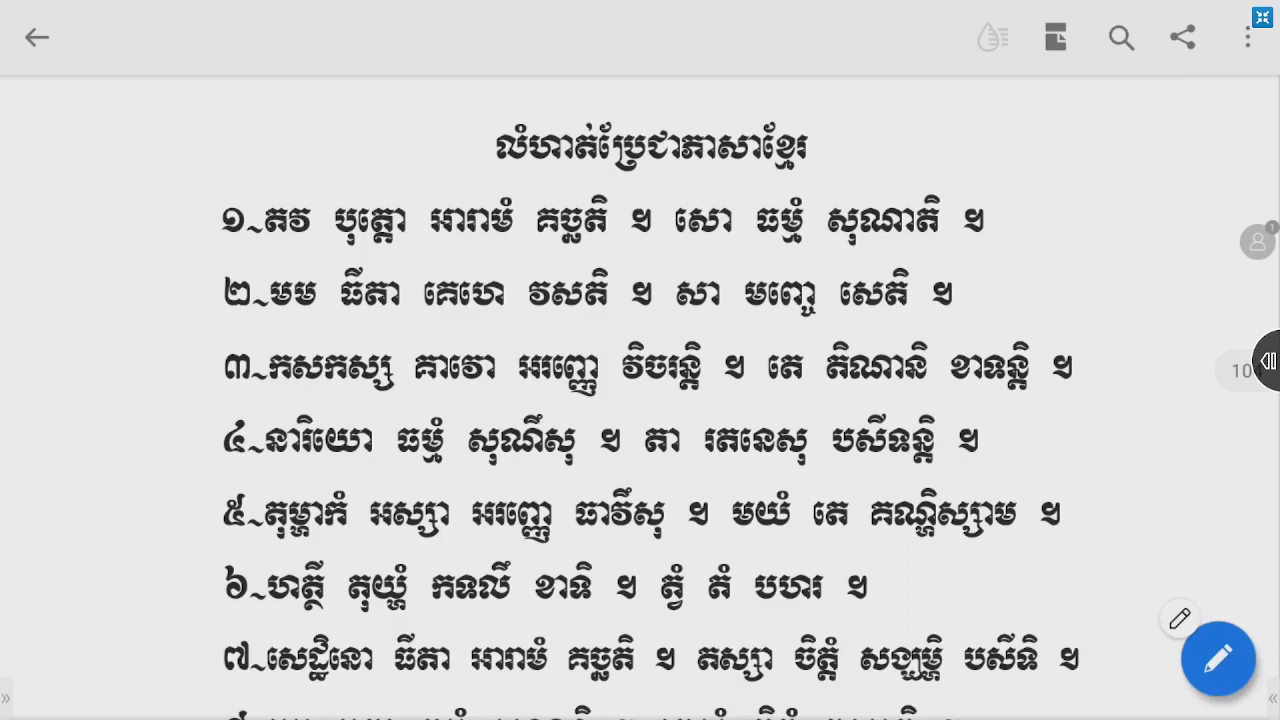 លំហាត់ប្រែជាភាសាខ្មែរ
១~តវ បុត្តោ អារាមំ គច្ឆតិ ។ សោ ធម្មំ សុណាតិ ។
២~មម ធីតា គេហេ វសតិ ។ សា មញ្ចេ សេតិ ។
៣~កសកស្ស គាវោ អរញ្ញេ វិចរន្តិ ។ តេ តិណានិ ខាទន្តិ ។
៤~នារិយោ ធម្មំ សុណឹសុ ។ តា រតនេសុ បសីទន្តិ ។
៥~តុម្ហាកំ អស្សា អរញ្ញេ ធាវឹសុ ។ មយំ តេ គណ្ហិស្សាម ។
៦~ហត្ថី តុយ្ហំ កទលឹ ខាទិ ។ ត្វំ តំ បហរ ។
៧~សេដ្ឋិនោ ធីតា អារាមំ គច្ឆតិ ។ តស្សា ចិត្តំ សង្ឃម្ហិ បសីទិ ។
1